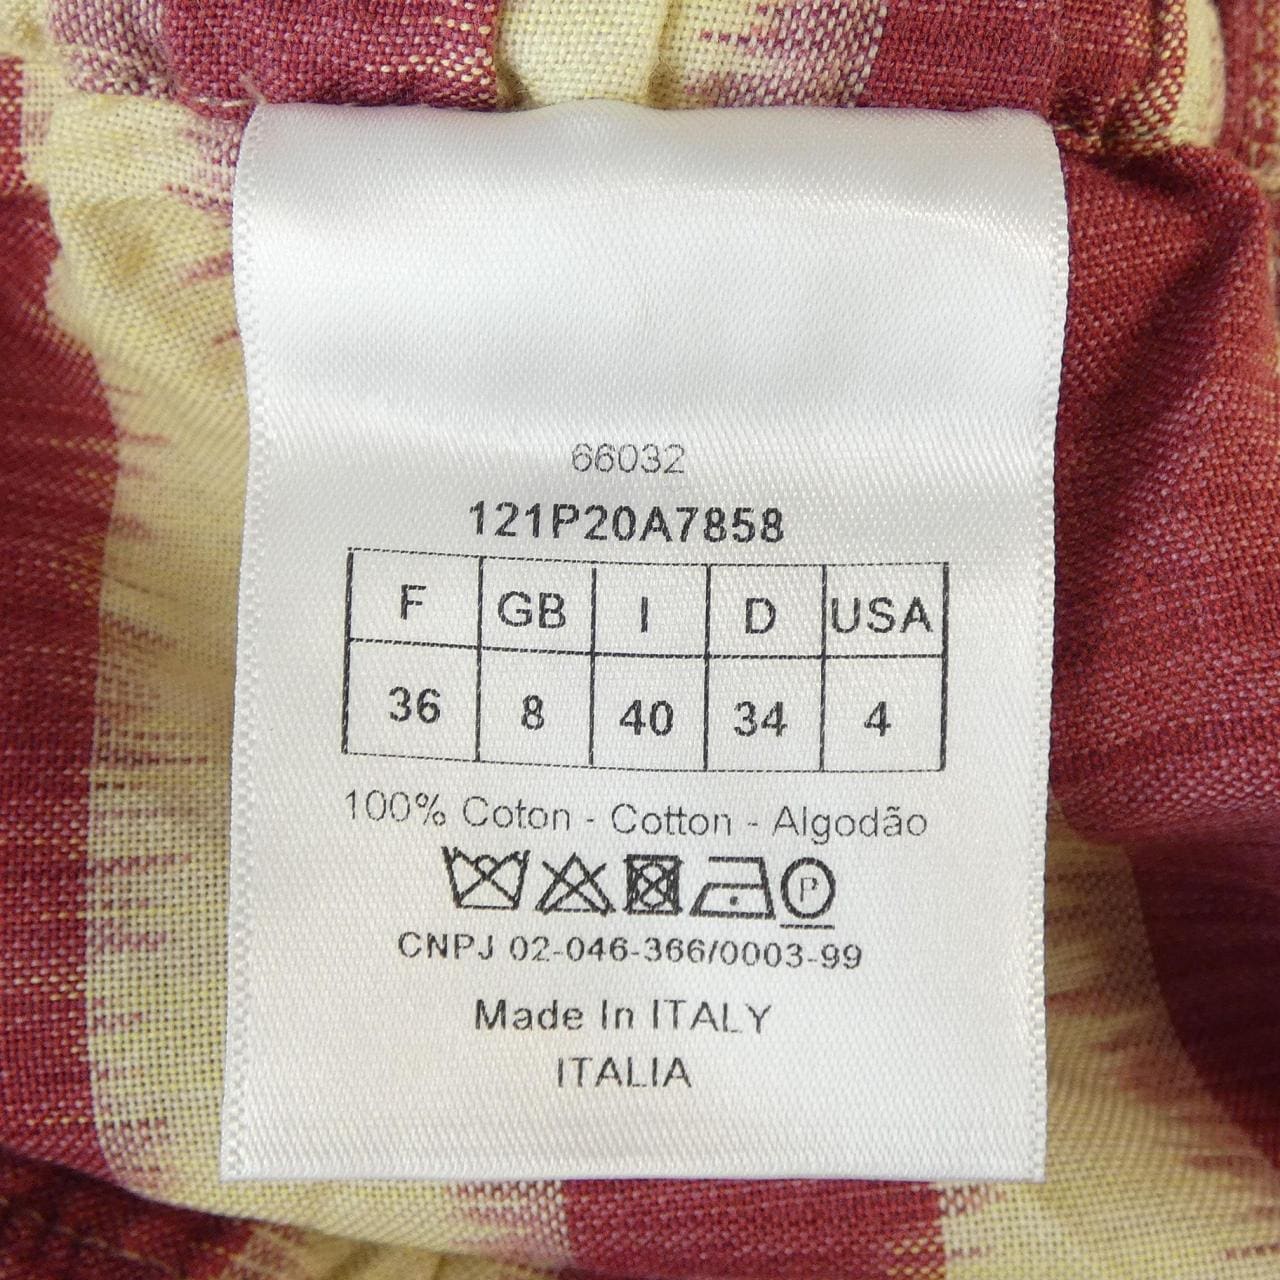 66032
121P20A7858
F GB I D USA
36 8 40 34 4
100% Coton - Cotton - Algodão
P
CNPJ 02-046-366/0003-99
Made In ITALY
ITALIA